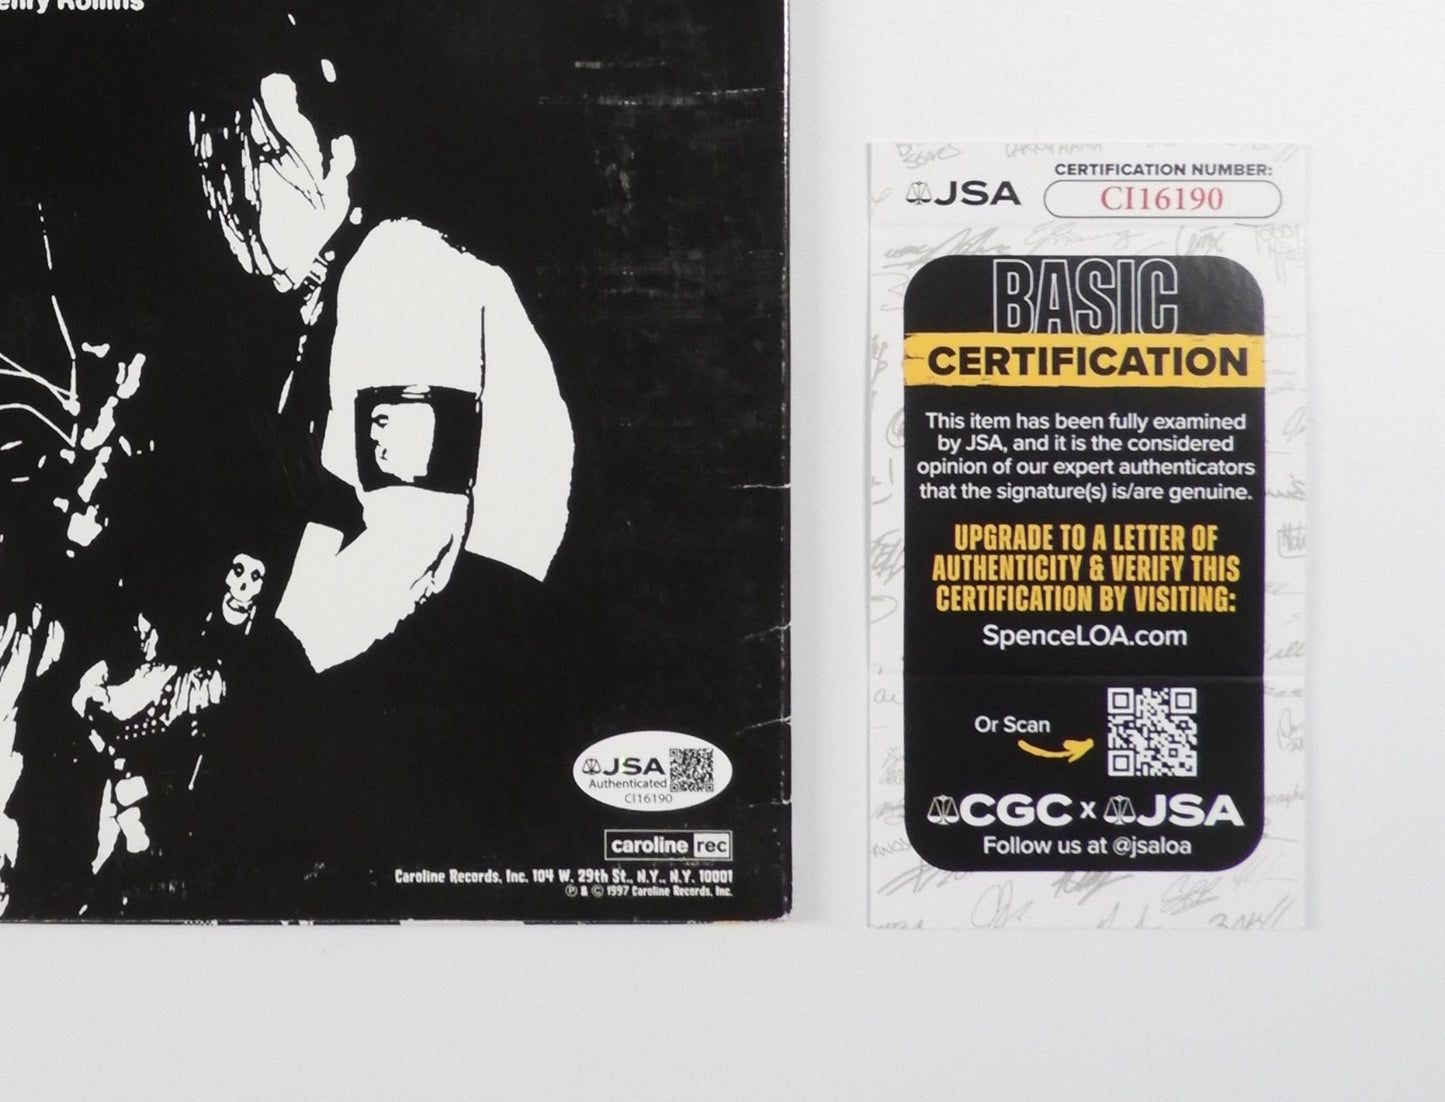 Henry Rollins
JSA
Authenticated
CI16190
caroline rec
Caroline Records, Inc. 104 W. 29th St., N.Y., N.Y. 10001
℗ & © 1997 Caroline Records, Inc.
JSA
CERTIFICATION NUMBER:
CI16190
BASIC
CERTIFICATION
This item has been fully examined
by JSA, and it is the considered
opinion of our expert authenticators
that the signature(s) is/are genuine.
UPGRADE TO A LETTER OF
AUTHENTICITY & VERIFY THIS
CERTIFICATION BY VISITING:
SpenceLOA.com
Or Scan
CGC x JSA
Follow us at @jsaloa